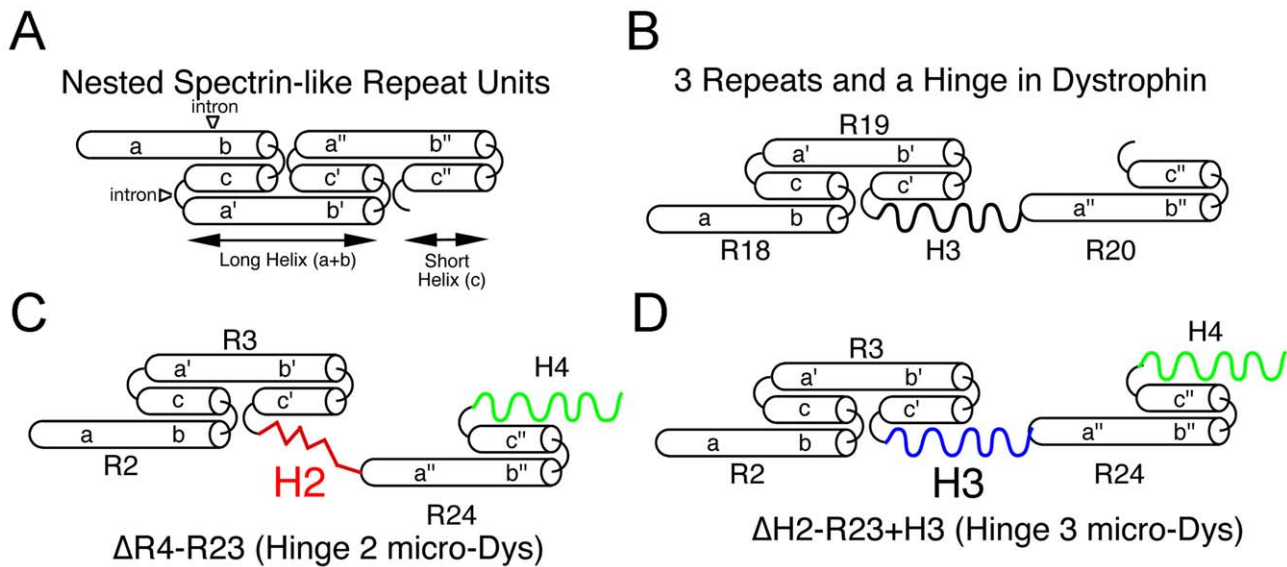 A
Nested Spectrin-like Repeat Units
intron
a b a" b"
c c' c"
intron
a' b'
Long Helix (a+b)
Short
Helix (c)
B
3 Repeats and a Hinge in Dystrophin
R19
a' b'
c c' c"
a b a" b"
R18 H3 R20
C
R3
a' b' H4
c c'
a b c"
R2 H2 a" b"
R24
ΔR4-R23 (Hinge 2 micro-Dys)
D
H4
R3
a' b'
c c' c"
a b a" b"
R2 H3 R24
ΔH2-R23+H3 (Hinge 3 micro-Dys)